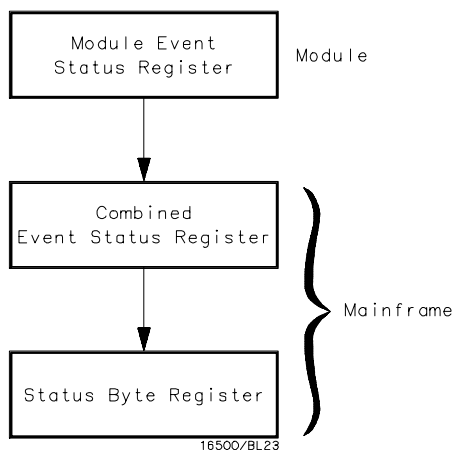 Module Event
Status Register
Module
Combined
Event Status Register
Mainframe
Status Byte Register
16500/BL23